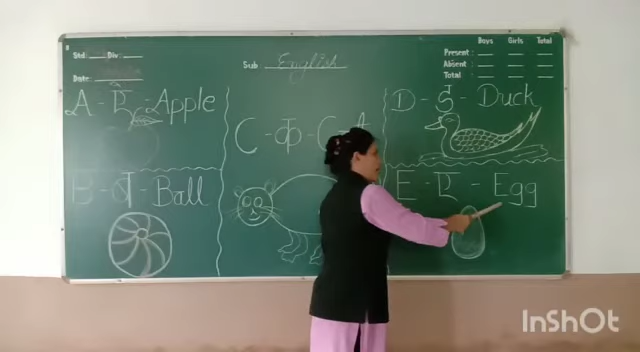 Std: Div:
Sub English
Date:
Boys Girls Total
Present:
Absent:
Total:
A - ऐ - Apple
B - ब - Ball
C - क - Cat
D - ड - Duck
E - ए - Egg
InShOt